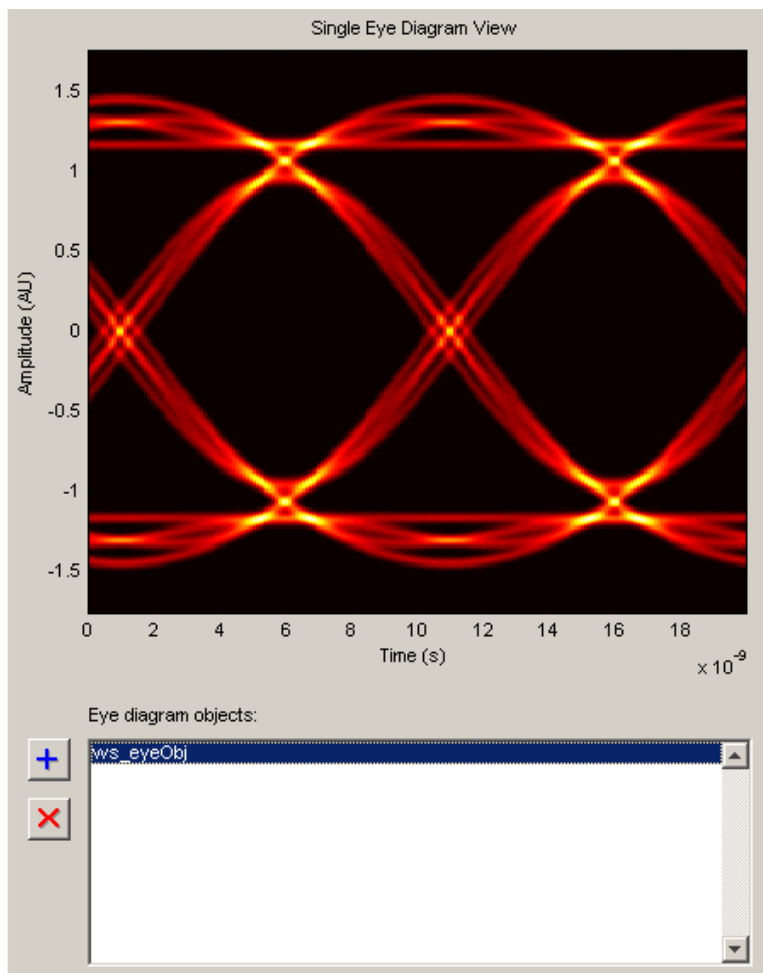 Single Eye Diagram View
1.5
1
0.5
0
-0.5
-1
-1.5
Amplitude (AU)
0 2 4 6 8 10 12 14 16 18
Time (s)
x 10^-9
Eye diagram objects:
ws_eyeObj